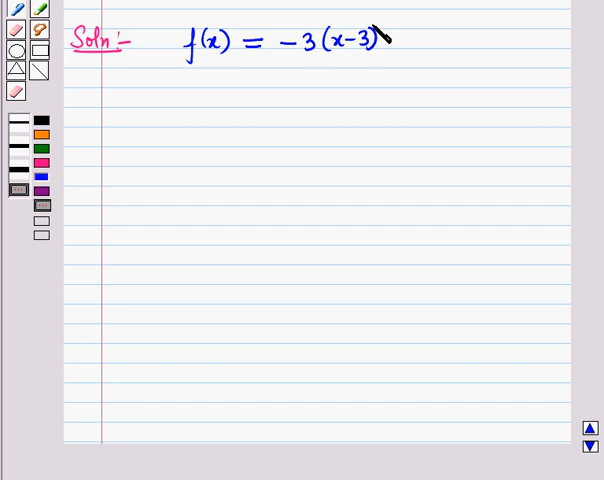 Soln:- f(x) = -3(x-3)